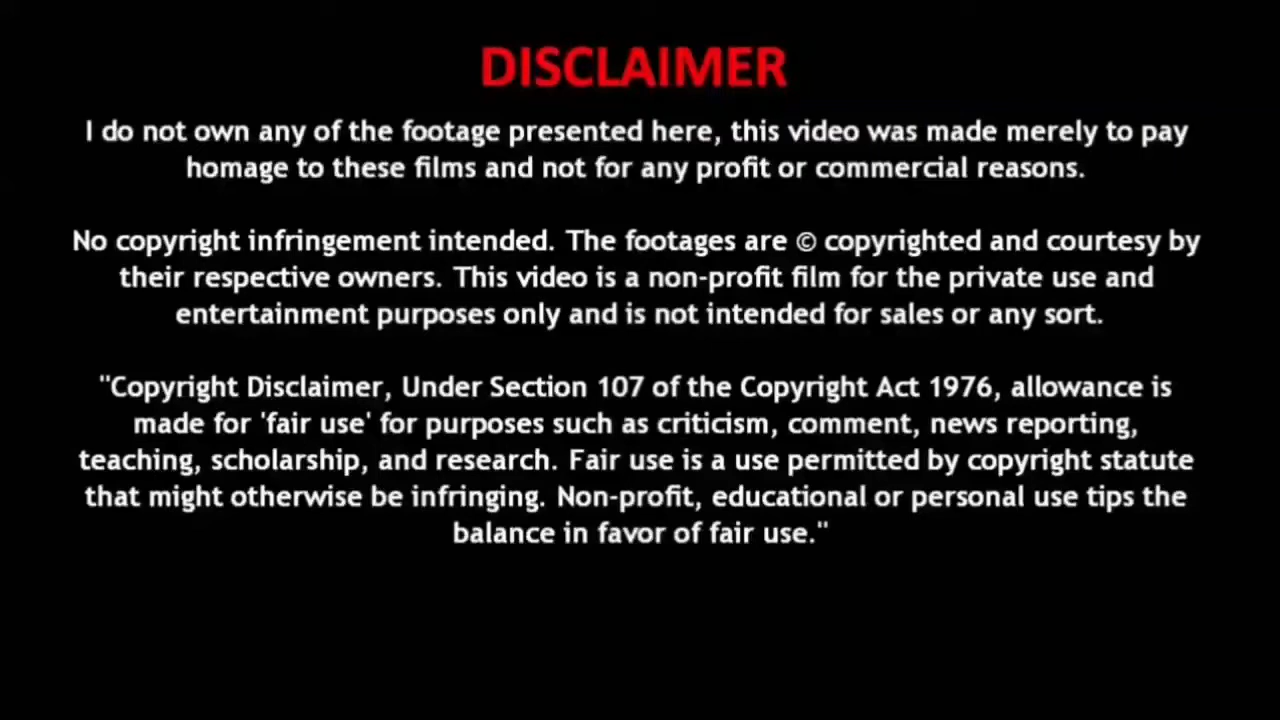 DISCLAIMER
I do not own any of the footage presented here, this video was made merely to pay
homage to these films and not for any profit or commercial reasons.
No copyright infringement intended. The footages are © copyrighted and courtesy by
their respective owners. This video is a non-profit film for the private use and
entertainment purposes only and is not intended for sales or any sort.
"Copyright Disclaimer, Under Section 107 of the Copyright Act 1976, allowance is
made for 'fair use' for purposes such as criticism, comment, news reporting,
teaching, scholarship, and research. Fair use is a use permitted by copyright statute
that might otherwise be infringing. Non-profit, educational or personal use tips the
balance in favor of fair use."